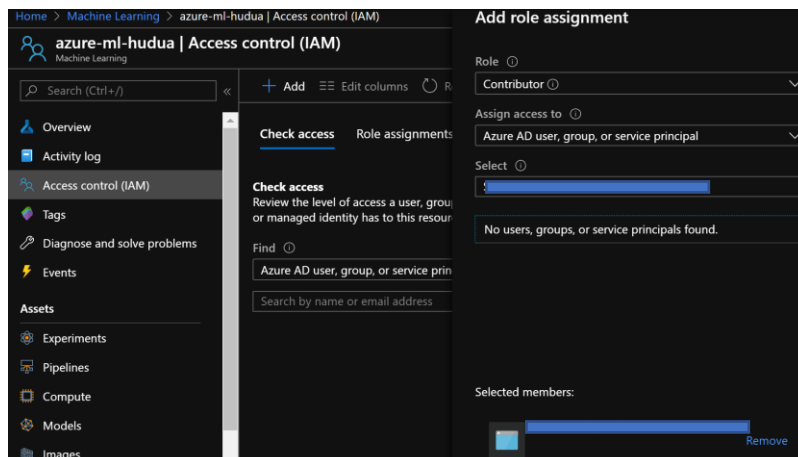 Home > Machine Learning > azure-ml-hudua | Access control (IAM)
azure-ml-hudua | Access control (IAM)
Machine Learning
Search (Ctrl+/)
«
Overview
Activity log
Access control (IAM)
Tags
Diagnose and solve problems
Events
Assets
Experiments
Pipelines
Compute
Models
Images
+ Add
Edit columns
Check access
Role assignments
Check access
Review the level of access a user,
or managed identity has to this
Find
Azure AD user, group, or service
Search by name or email address
Add role assignment
Role
Contributor
Assign access to
Azure AD user, group, or service principal
Select
No users, groups, or service principals found.
Selected members:
Remove